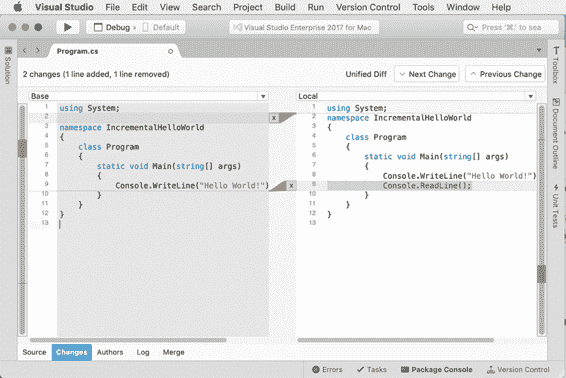 Visual Studio File Edit View Search Project Build Run Version Control Tools Window Help
Debug Default Visual Studio Enterprise 2017 for Mac Press '⌘.' to sea
Program.cs
2 changes (1 line added, 1 line removed) Unified Diff Next Change Previous Change
Solution
Toolbox
Document Outline
Unit Tests
Base
1 using System;
2
3 namespace IncrementalHelloWorld
4 {
5 class Program
6 {
7 static void Main(string[] args)
8 {
9 Console.WriteLine("Hello World!")
10 }
11 }
12 }
13
x
x
Local
1 using System;
2 namespace IncrementalHelloWorld
3 {
4 class Program
5 {
6 static void Main(string[] args)
7 {
8 Console.WriteLine("Hello World!")
9 Console.ReadLine();
10 }
11 }
12 }
13
Source Changes Authors Log Merge
Errors Tasks Package Console Version Control